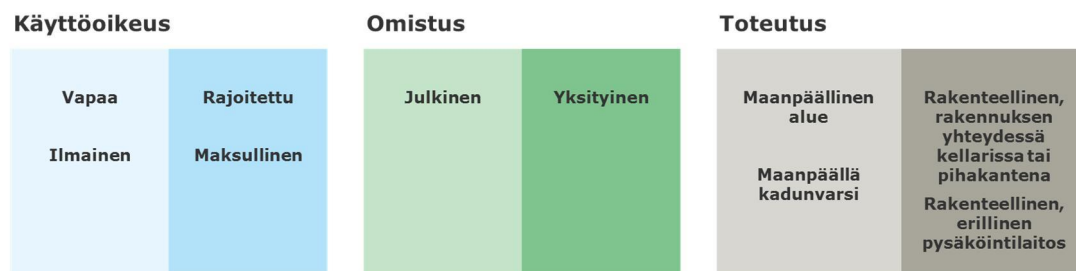 Käyttöoikeus
Vapaa
Rajoitettu
Ilmainen
Maksullinen
Omistus
Julkinen
Yksityinen
Toteutus
Maanpäällinen
alue
Maanpäällä
kadunvarsi
Rakenteellinen,
rakennuksen
yhteydessä
kellarissa tai
pihakantena
Rakenteellinen,
erillinen
pysäköintilaitos